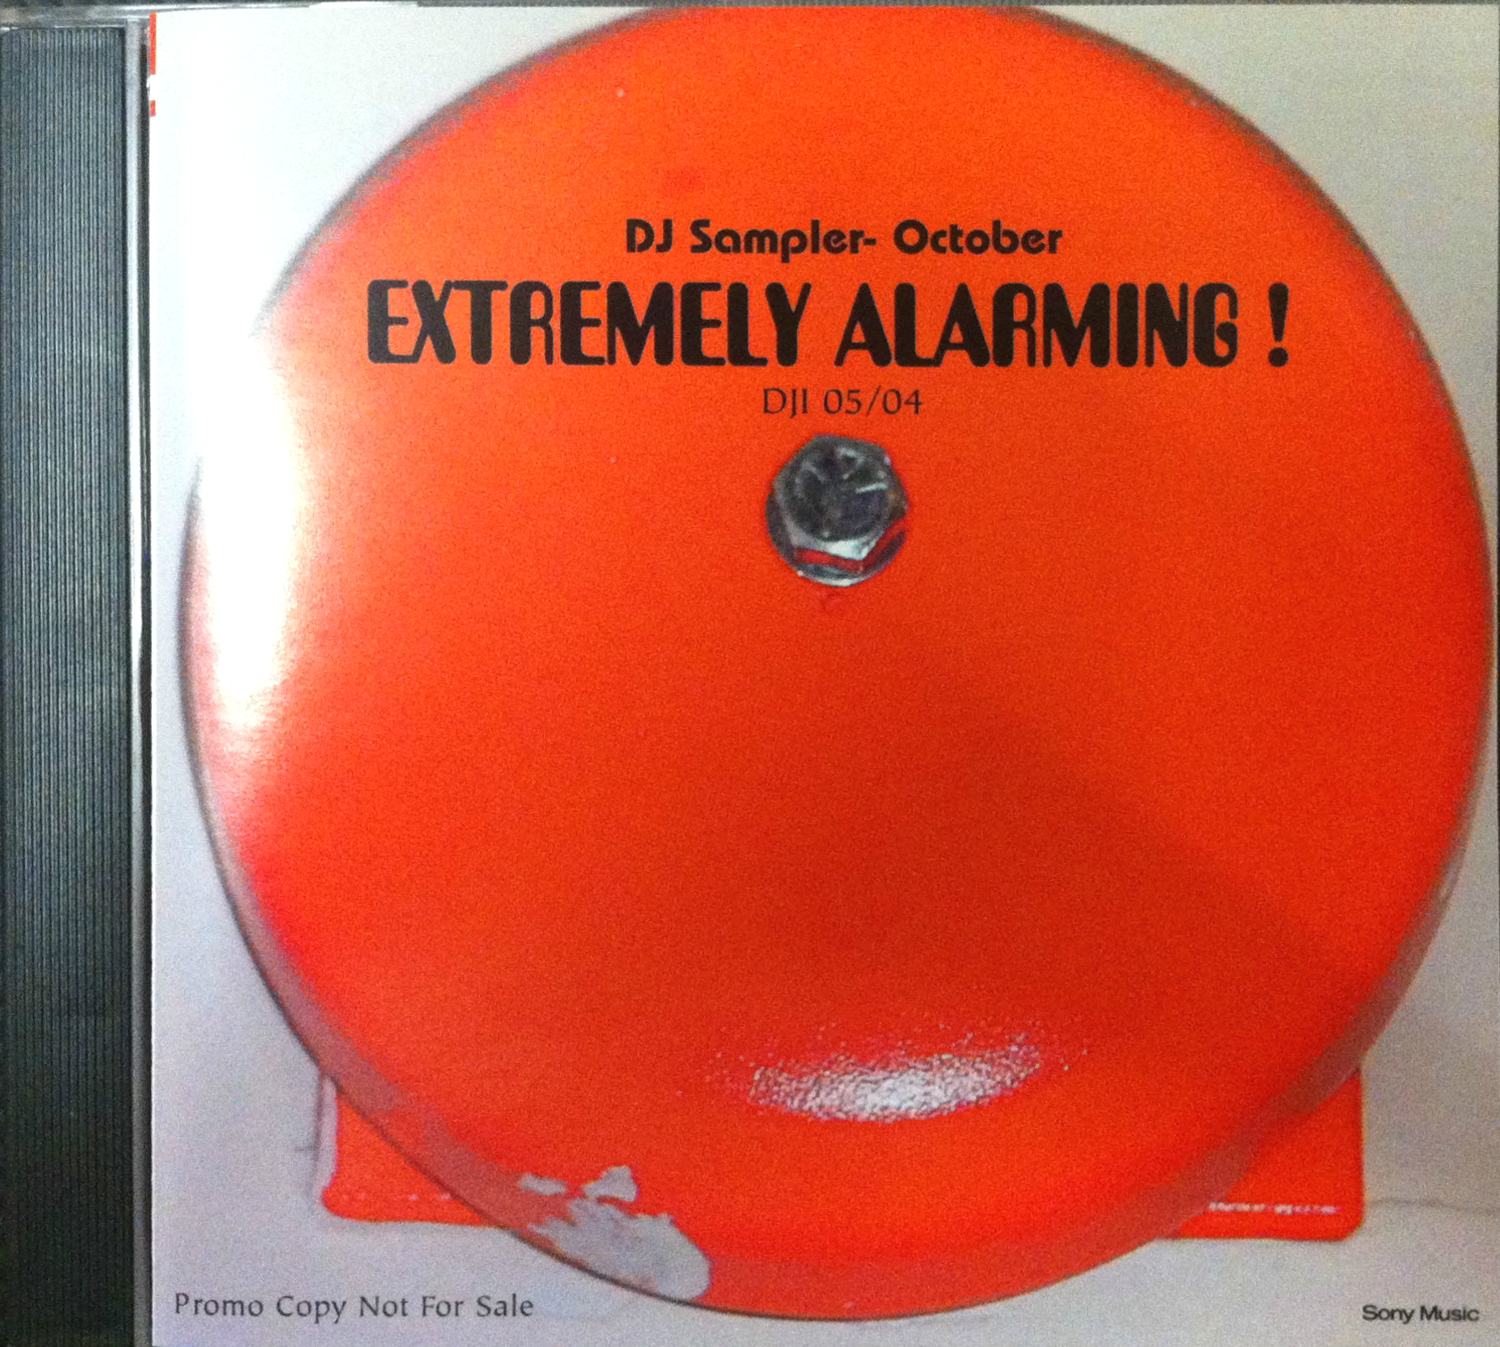 DJ Sampler- October
EXTREMELY ALARMING !
DJI 05/04
Promo Copy Not For Sale
Sony Music